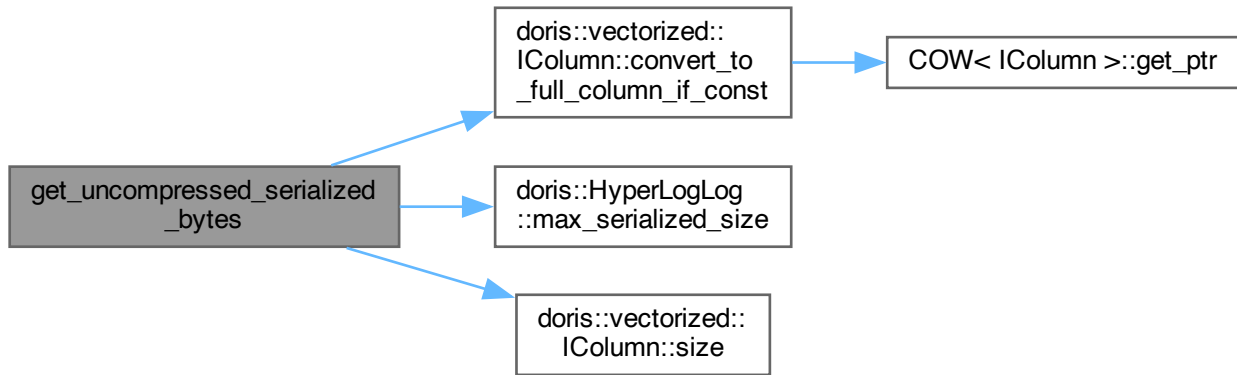 get_uncompressed_serialized
_bytes
doris::vectorized::
IColumn::convert_to
_full_column_if_const
COW< IColumn >::get_ptr
doris::HyperLogLog
::max_serialized_size
doris::vectorized::
IColumn::size